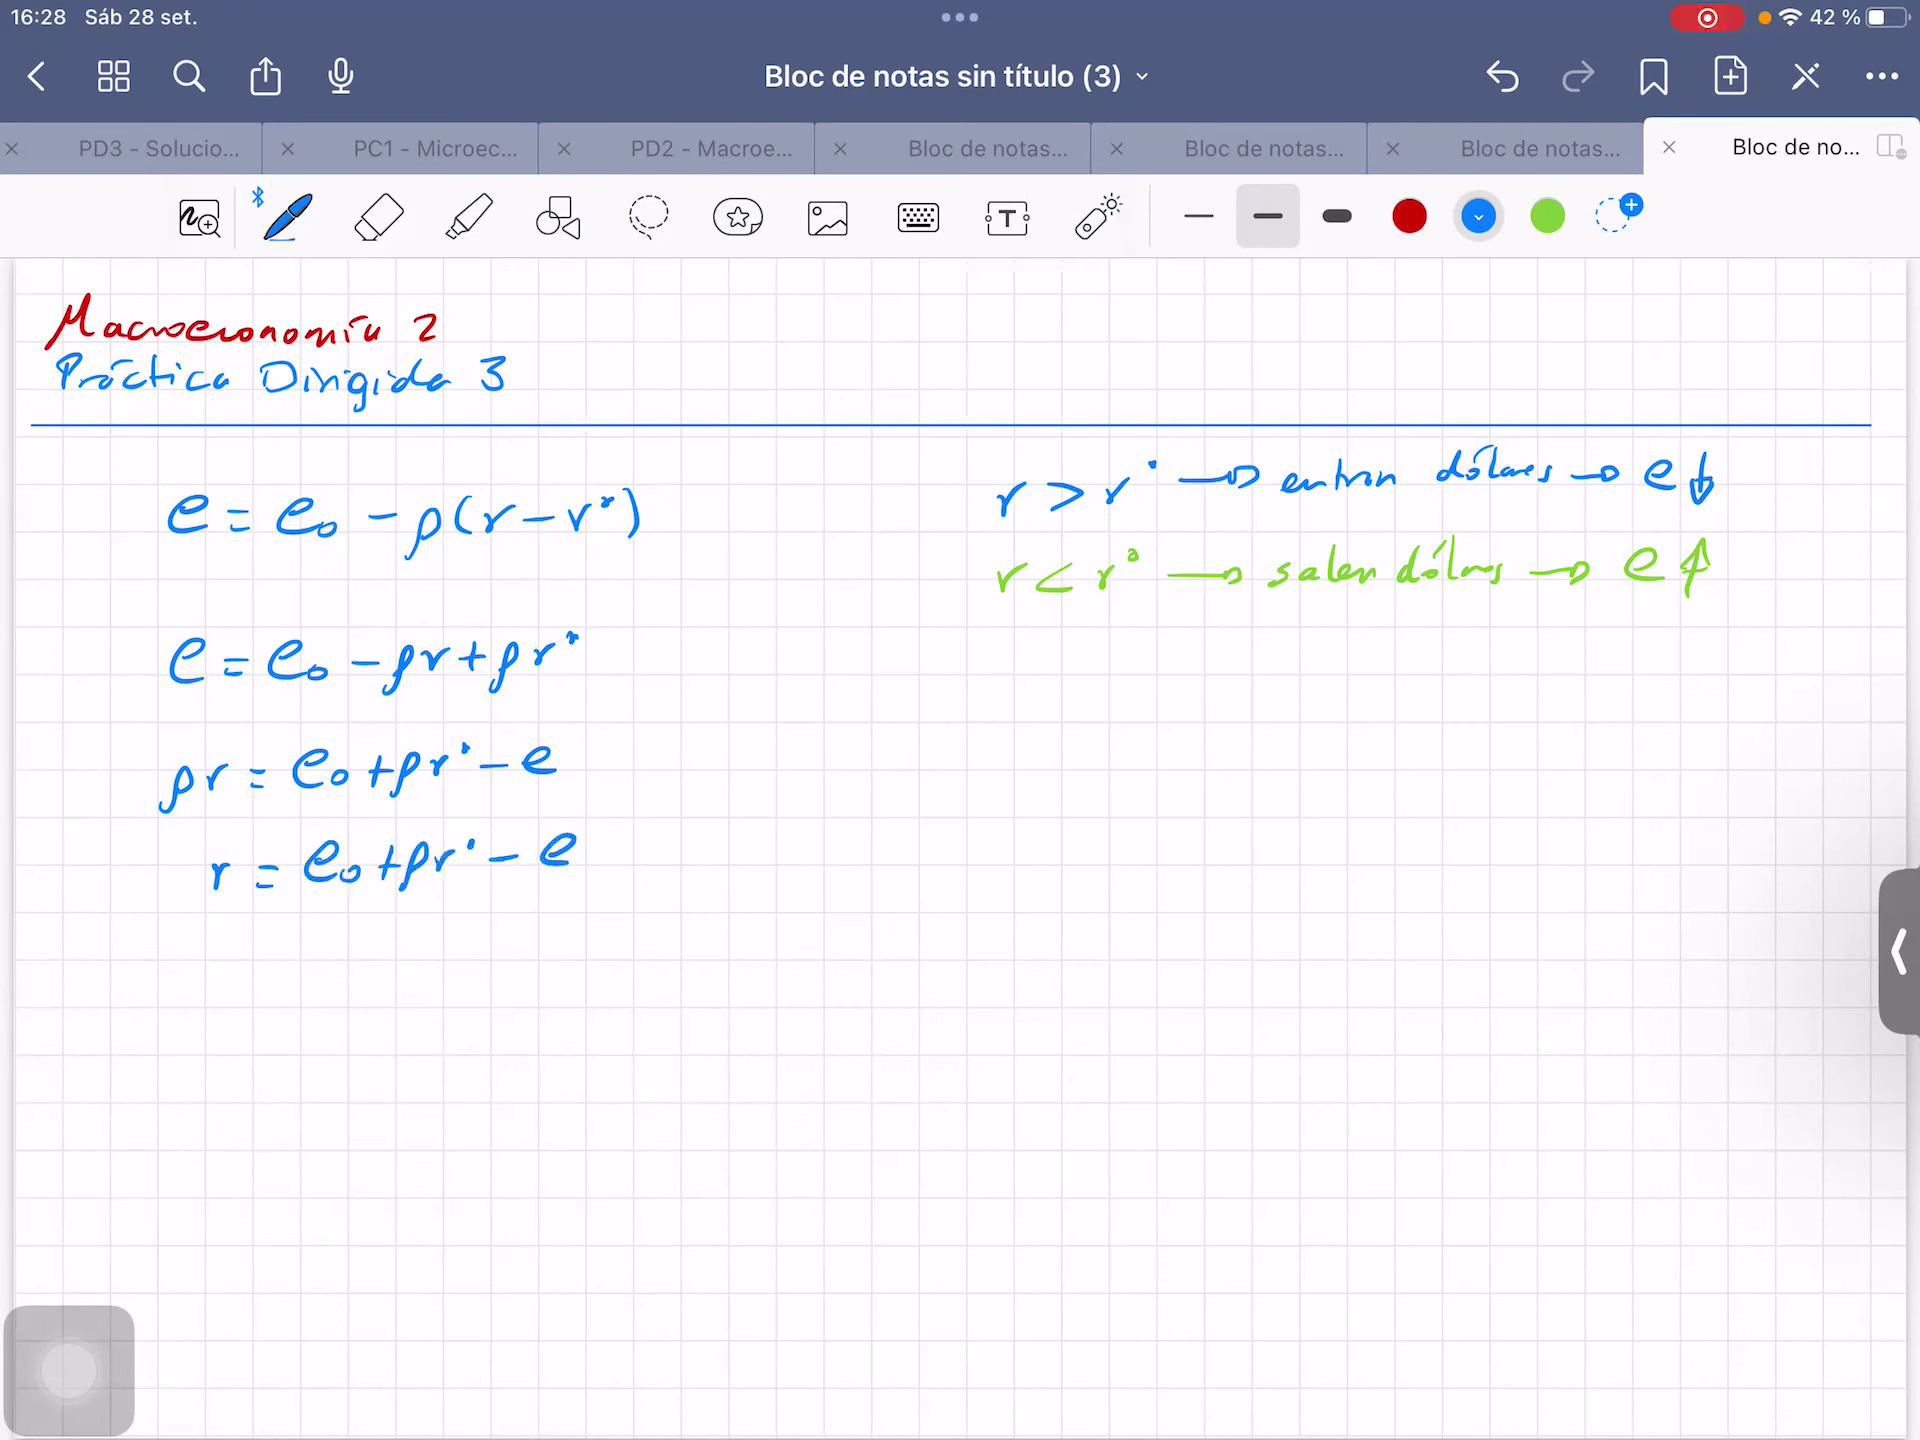 16:28 Sáb 28 set. 42 %
Bloc de notas sin título (3)
PD3 - Solucio... PC1 - Microec... PD2 - Macroe... Bloc de notas... Bloc de notas... Bloc de notas... Bloc de no...
Macroeconomía 2
Práctica Dirigida 3
e = e₀ - ρ(r - r*)
r > r* → entran dólares → e ↓
r < r* → salen dólares → e ↑
e = e₀ - ρr + ρr*
ρr = e₀ + ρr* - e
r = e₀ + ρr* - e